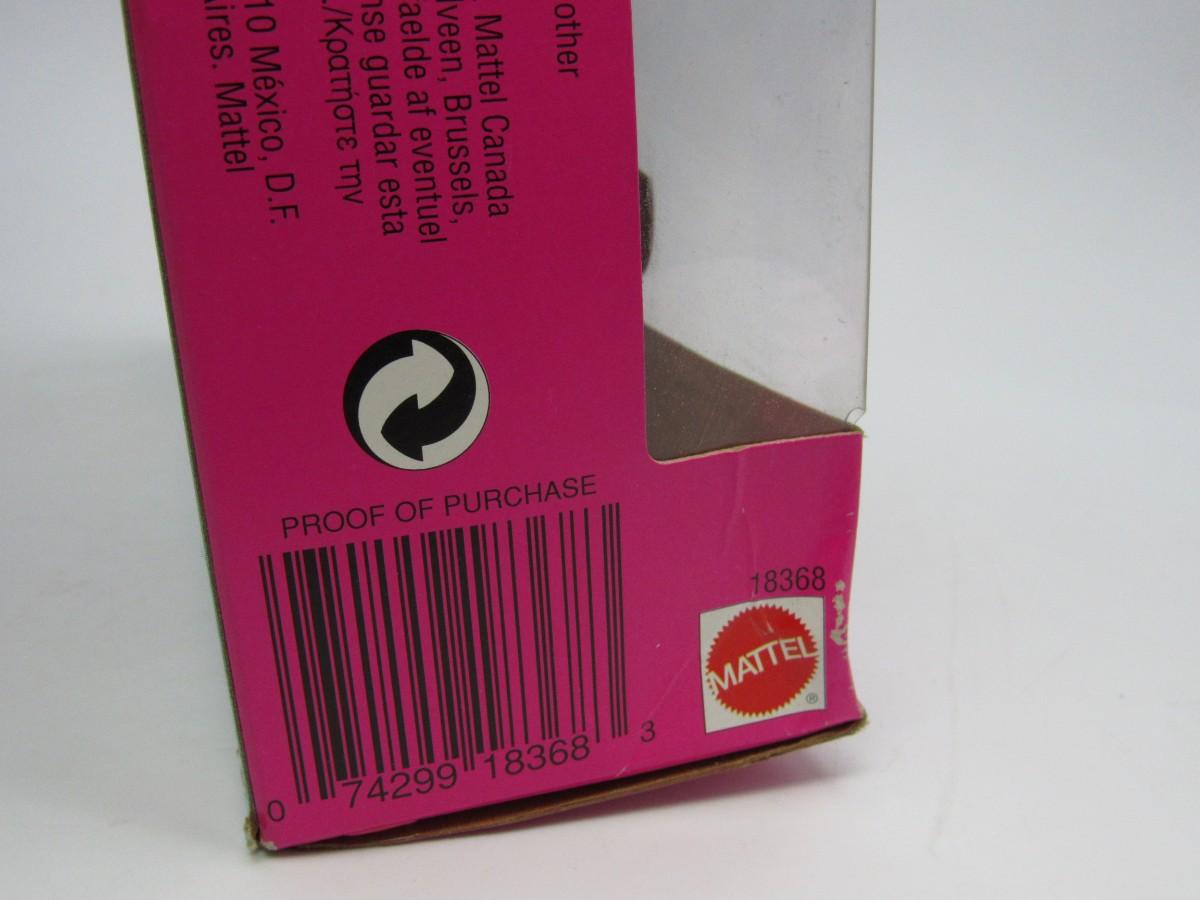 other
Mattel Canada
lveen, Brussels,
aelde af eventuel
nse guardar esta
./Κρατήστε την
10 México, D.F.
ires. Mattel
PROOF OF PURCHASE
0 74299 18368 3
18368
MATTEL
®